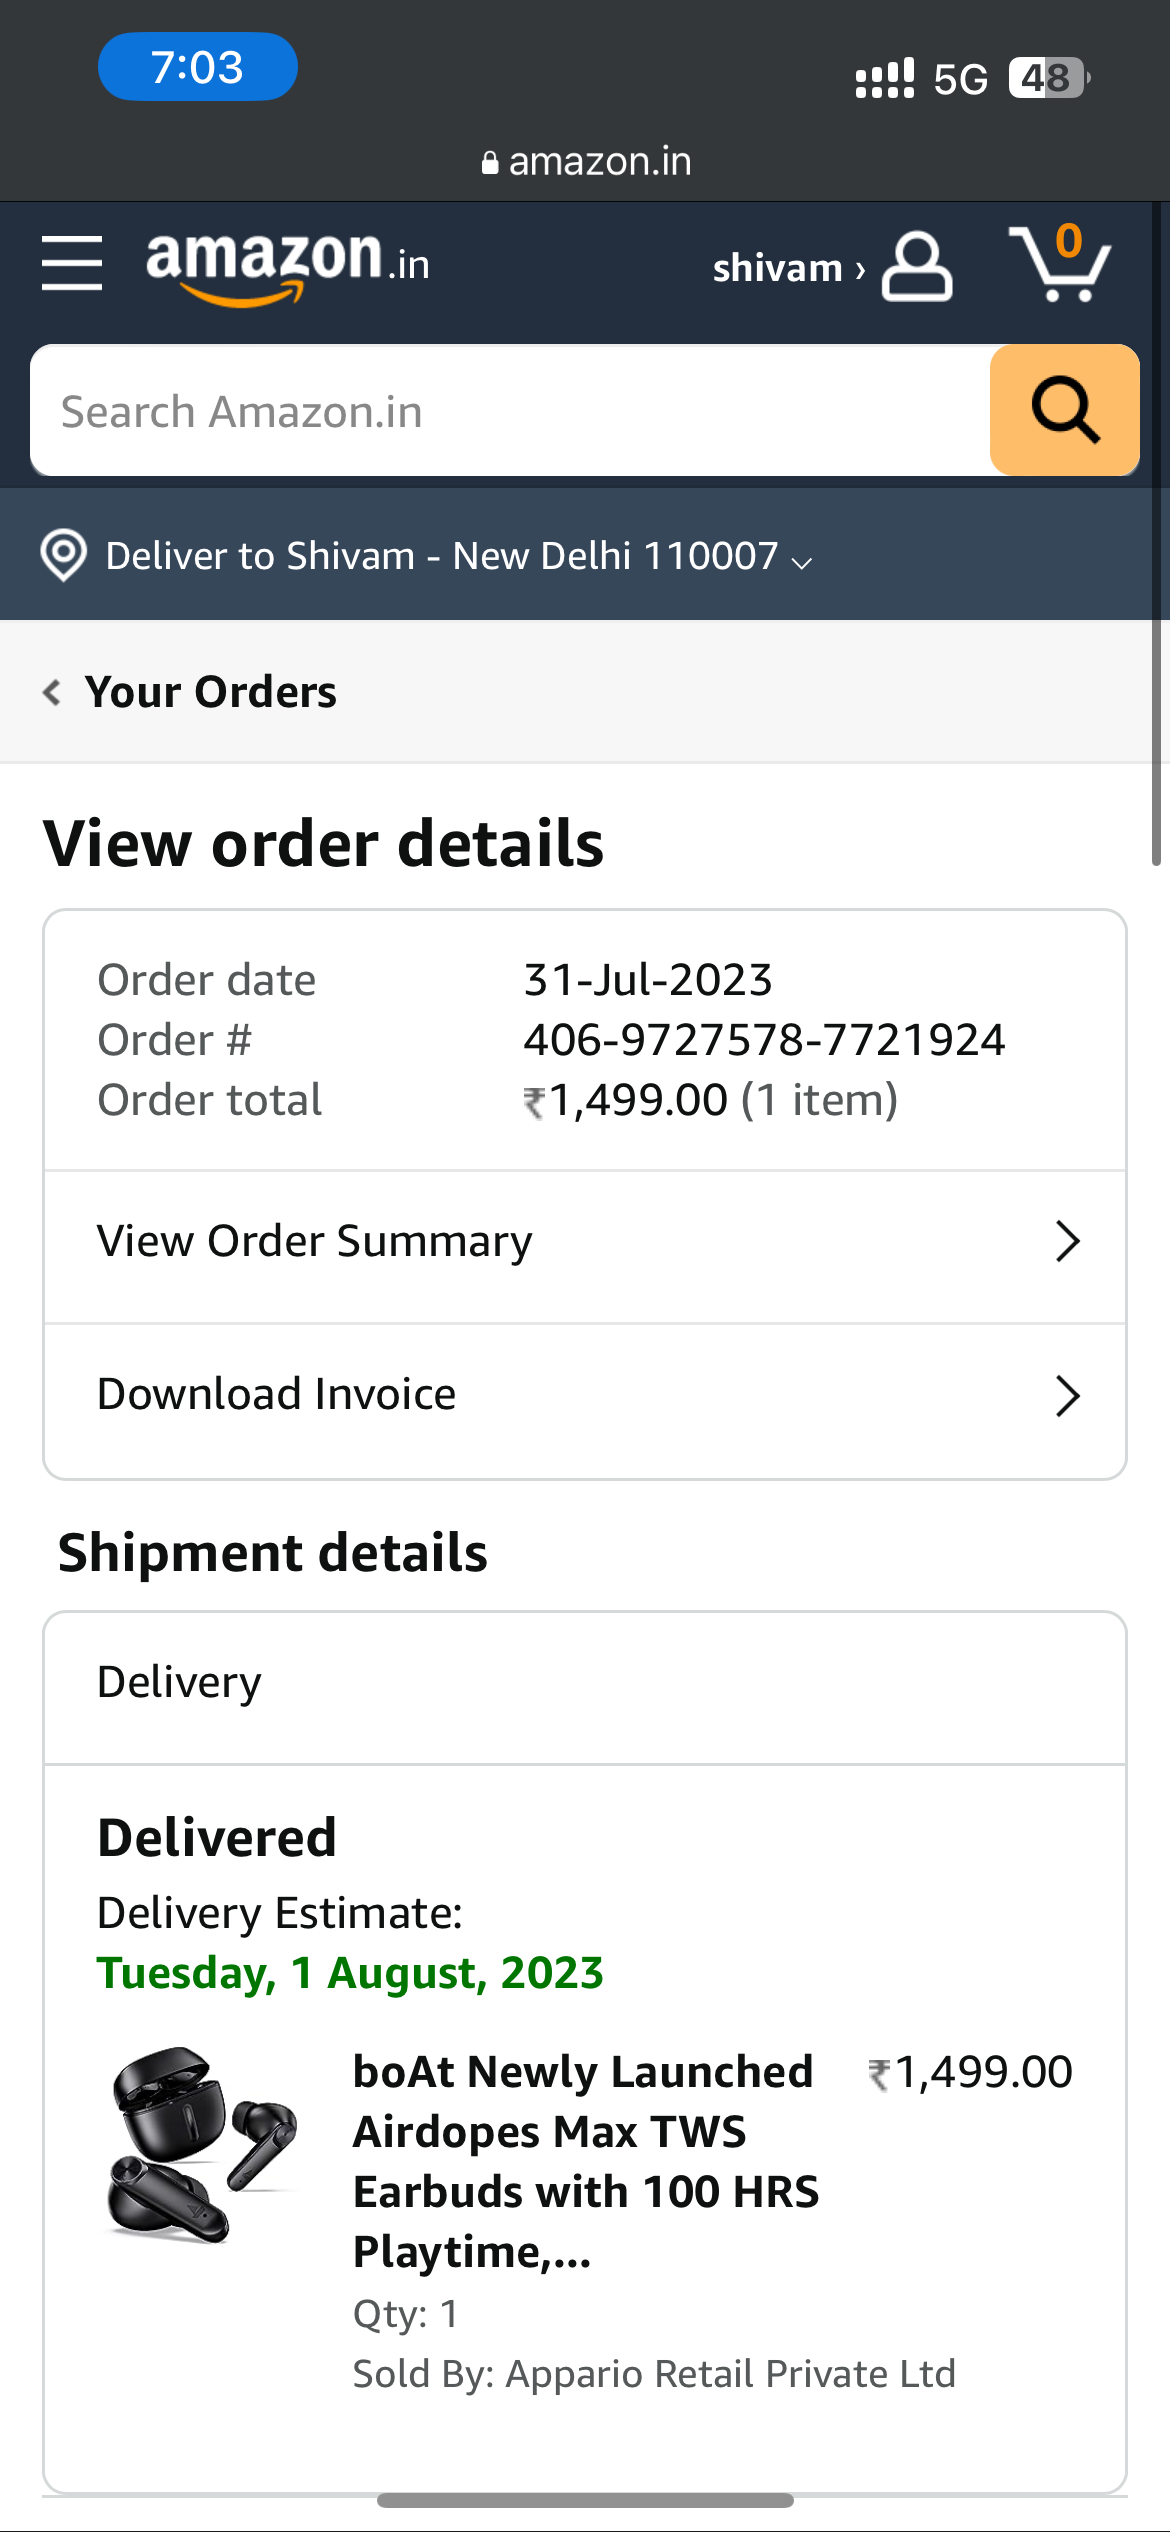 7:03
5G 48
amazon.in
amazon.in
shivam ›
0
Search Amazon.in
Deliver to Shivam - New Delhi 110007
Your Orders
View order details
Order date 31-Jul-2023
Order # 406-9727578-7721924
Order total ₹1,499.00 (1 item)
View Order Summary
Download Invoice
Shipment details
Delivery
Delivered
Delivery Estimate:
Tuesday, 1 August, 2023
boAt Newly Launched ₹1,499.00
Airdopes Max TWS
Earbuds with 100 HRS
Playtime,...
Qty: 1
Sold By: Appario Retail Private Ltd